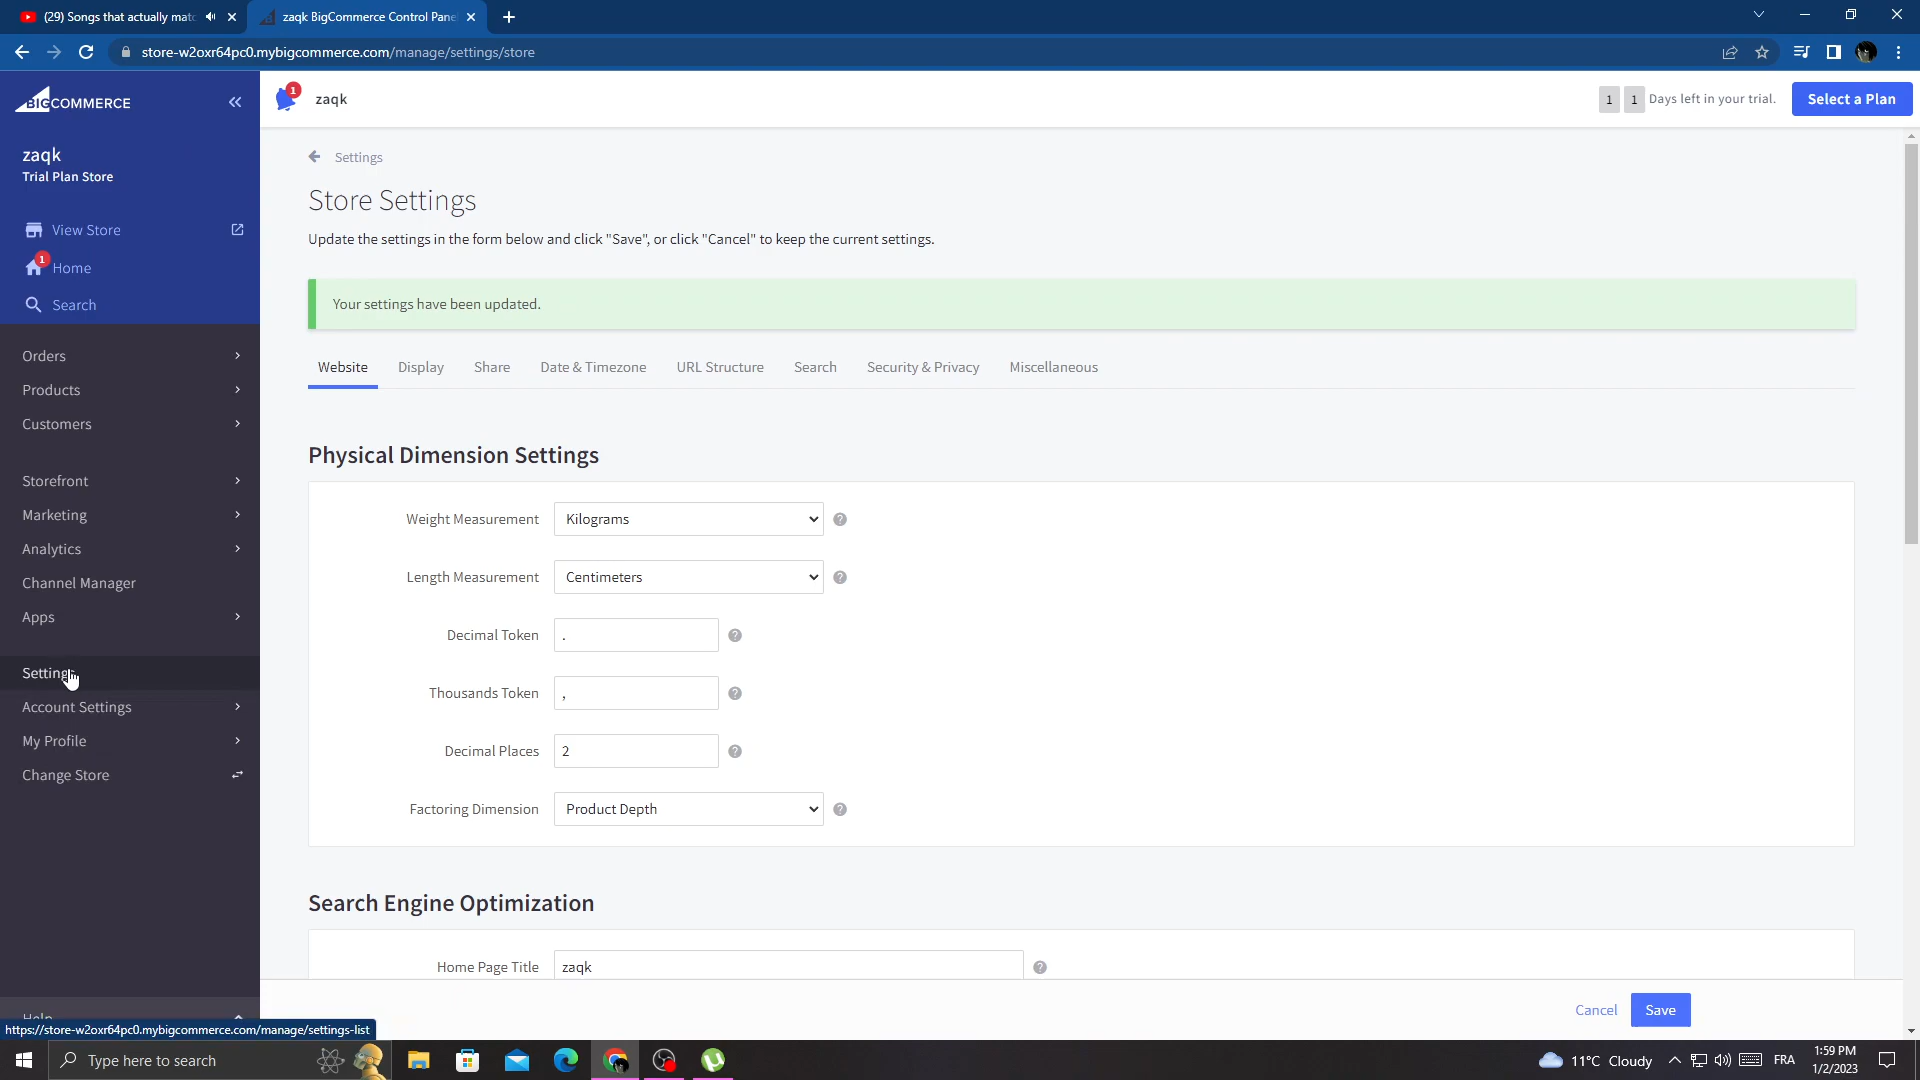 (29) Songs that actually mat
zaqk BigCommerce Control Pane
store-w2oxr64pc0.mybigcommerce.com/manage/settings/store
BIGCOMMERCE
1
zaqk
1 1 Days left in your trial.
Select a Plan
zaqk
Trial Plan Store
View Store
1
Home
Search
Orders
Products
Customers
Storefront
Marketing
Analytics
Channel Manager
Apps
Settings
Account Settings
My Profile
Change Store
Help
Settings
Store Settings
Update the settings in the form below and click "Save", or click "Cancel" to keep the current settings.
Your settings have been updated.
Website Display Share Date & Timezone URL Structure Search Security & Privacy Miscellaneous
Physical Dimension Settings
Weight Measurement Kilograms ?
Length Measurement Centimeters ?
Decimal Token . ?
Thousands Token , ?
Decimal Places 2 ?
Factoring Dimension Product Depth ?
Search Engine Optimization
Home Page Title zaqk ?
Cancel Save
https://store-w2oxr64pc0.mybigcommerce.com/manage/settings-list
Type here to search
11°C Cloudy
FRA
1:59 PM
1/2/2023